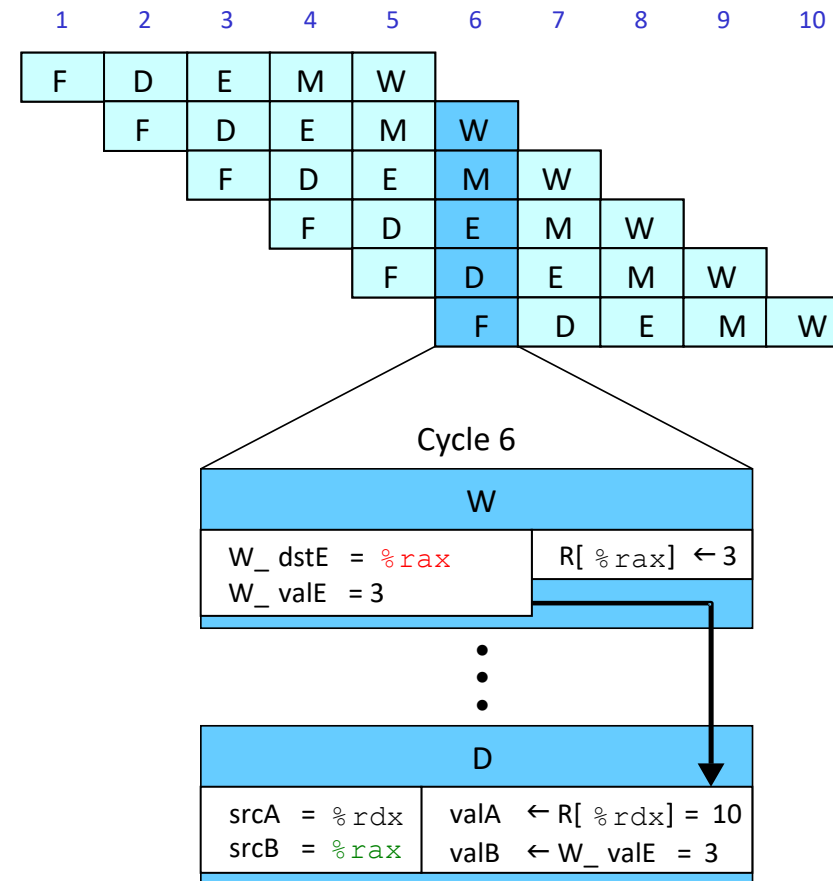 1 2 3 4 5 6 7 8 9 10
F D E M W
F D E M W
F D E M W
F D E M W
F D E M W
F D E M W
Cycle 6
W
W_ dstE = %rax
W_ valE = 3
R[ %rax] ← 3
•
•
•
D
srcA = %rdx
srcB = %rax
valA ← R[ %rdx] = 10
valB ← W_ valE = 3